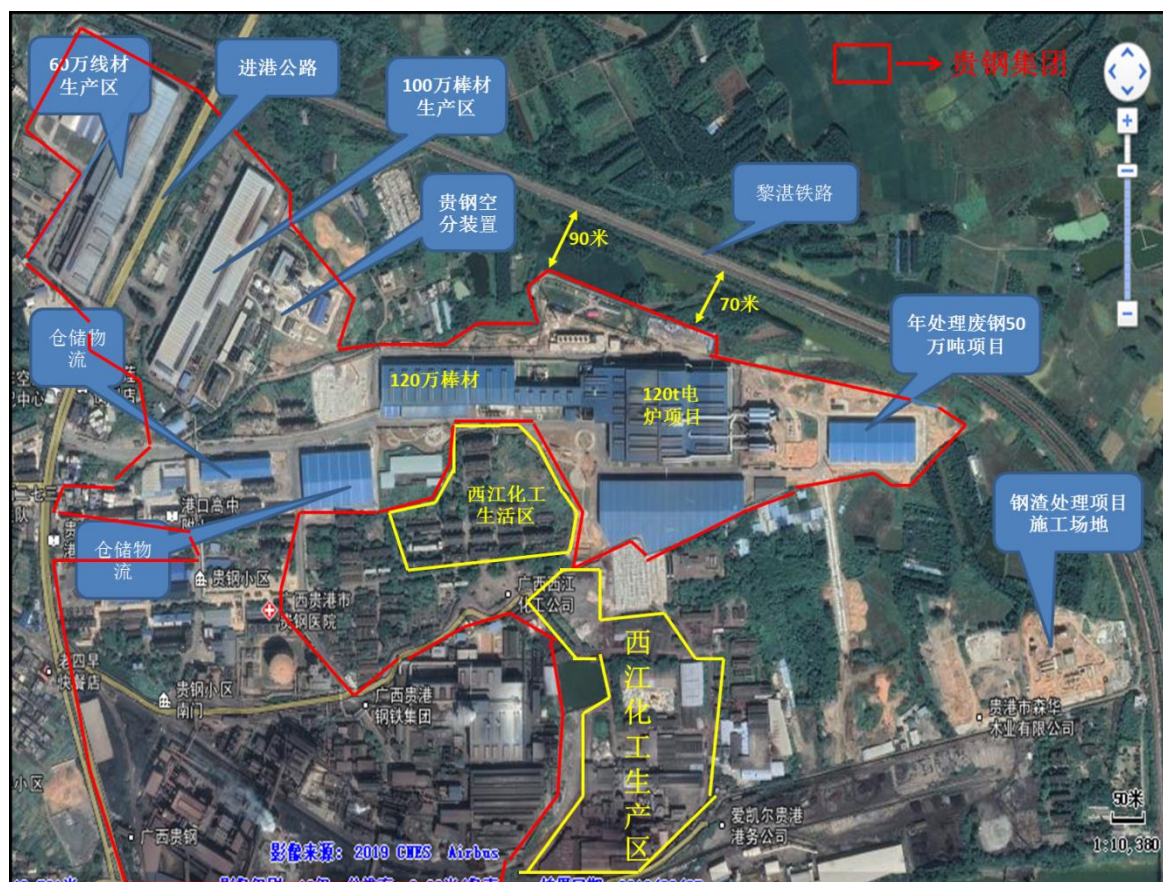 60万线材
生产区
进港公路
100万棒材
生产区
贵钢集团
贵钢空
分装置
黎湛铁路
90米
70米
仓储物
流
年处理废钢50
万吨项目
120万棒材
120t电
炉项目
西江化工
生活区
港口高中
钢渣处理项目
施工场地
仓储物
流
贵钢小区
广西贵港市
贵钢医院
广西西江
化工公司
西江化工生产区
老四早
快餐店
贵钢小区
南门
广西贵港
钢铁集团
贵港市森华
木业有限公司
小区
广西贵钢
爱凯尔贵港
港务公司
50米
1:10,380
影像来源: 2019 CNES Airbus